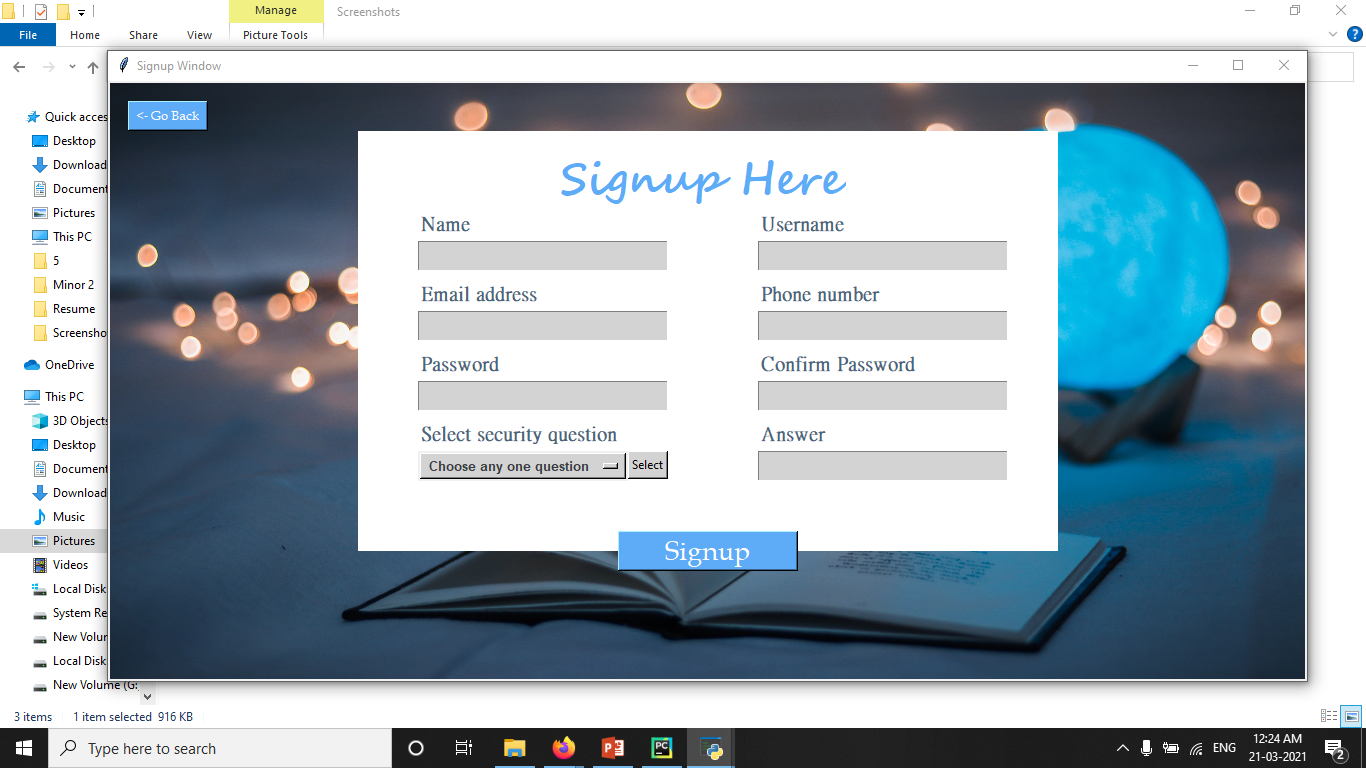 Manage
Screenshots
File
Home
Share
View
Picture Tools
Signup Window
<- Go Back
Signup Here
Name
Username
Email address
Phone number
Password
Confirm Password
Select security question
Answer
Choose any one question
Select
Signup
Quick acces
Desktop
Download
Document
Pictures
This PC
5
Minor 2
Resume
Screensho
OneDrive
This PC
3D Objects
Desktop
Document
Download
Music
Pictures
Videos
Local Disk
System Re
New Volur
Local Disk
New Volume (G:
3 items
1 item selected 916 KB
Type here to search
ENG
12:24 AM
21-03-2021
2